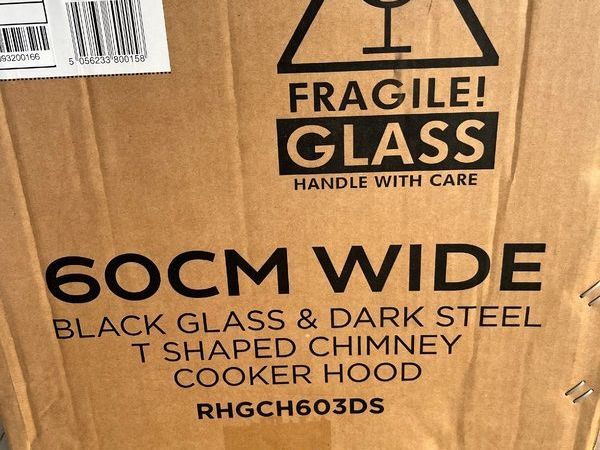 5 056233 800158
FRAGILE!
GLASS
HANDLE WITH CARE
60CM WIDE
BLACK GLASS & DARK STEEL
T SHAPED CHIMNEY
COOKER HOOD
RHGCH603DS